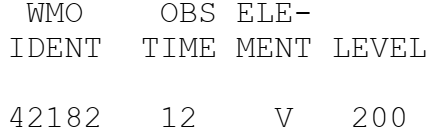 WMO OBS ELE-
IDENT TIME MENT LEVEL
42182 12 V 200